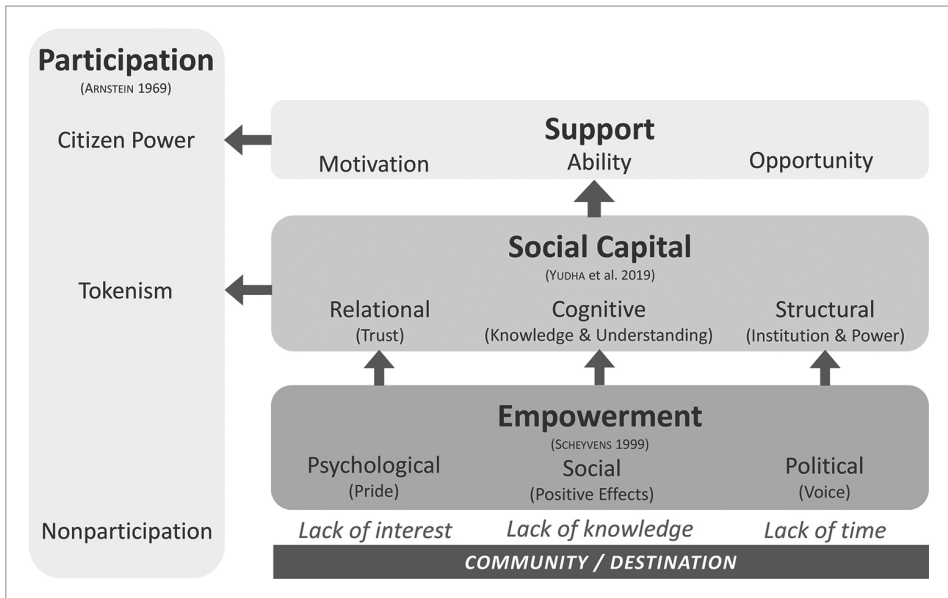 Participation
(ARNSTEIN 1969)
Citizen Power
Tokenism
Nonparticipation
Support
Motivation
Ability
Opportunity
Social Capital
(YUDHA et al. 2019)
Relational
(Trust)
Cognitive
(Knowledge & Understanding)
Structural
(Institution & Power)
Empowerment
(SCHEYVENS 1999)
Psychological
(Pride)
Social
(Positive Effects)
Political
(Voice)
Lack of interest
Lack of knowledge
Lack of time
COMMUNITY / DESTINATION